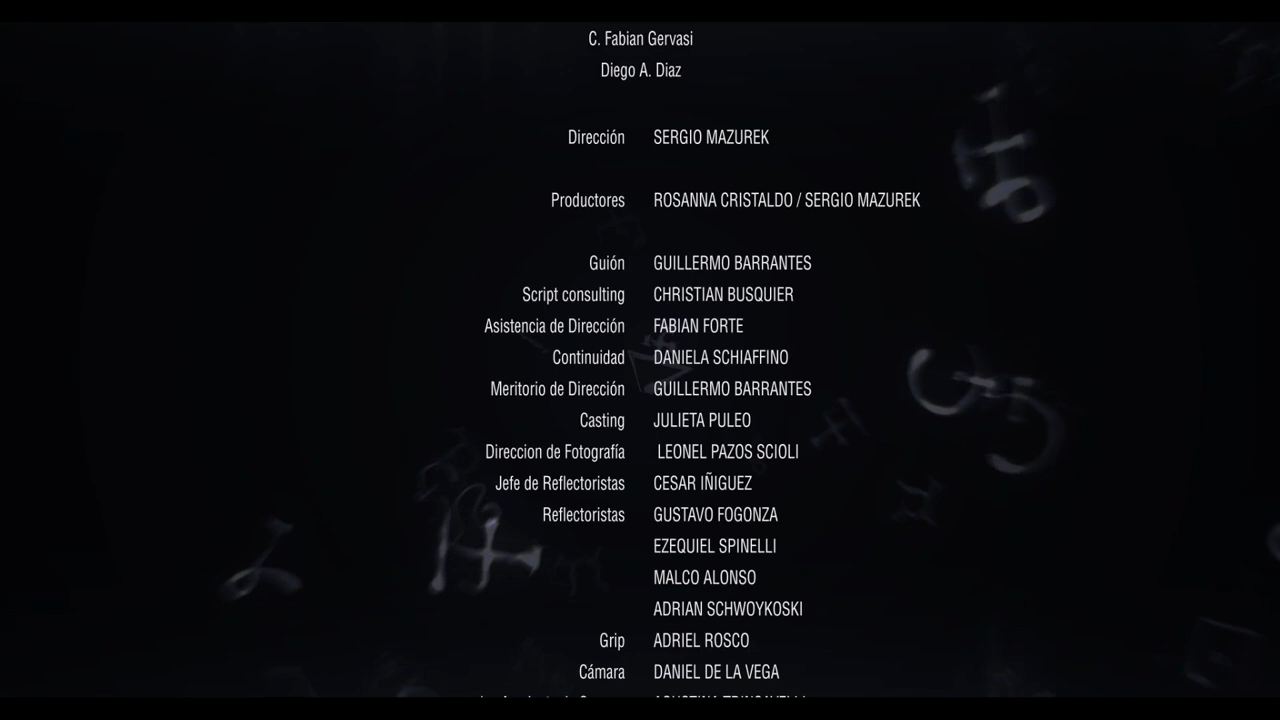 C. Fabian Gervasi
Diego A. Diaz
Dirección SERGIO MAZUREK
Productores ROSANNA CRISTALDO / SERGIO MAZUREK
Guión GUILLERMO BARRANTES
Script consulting CHRISTIAN BUSQUIER
Asistencia de Dirección FABIAN FORTE
Continuidad DANIELA SCHIAFFINO
Meritorio de Dirección GUILLERMO BARRANTES
Casting JULIETA PULEO
Direccion de Fotografía LEONEL PAZOS SCIOLI
Jefe de Reflectoristas CESAR IÑIGUEZ
Reflectoristas GUSTAVO FOGONZA
EZEQUIEL SPINELLI
MALCO ALONSO
ADRIAN SCHWOYKOSKI
Grip ADRIEL ROSCO
Cámara DANIEL DE LA VEGA